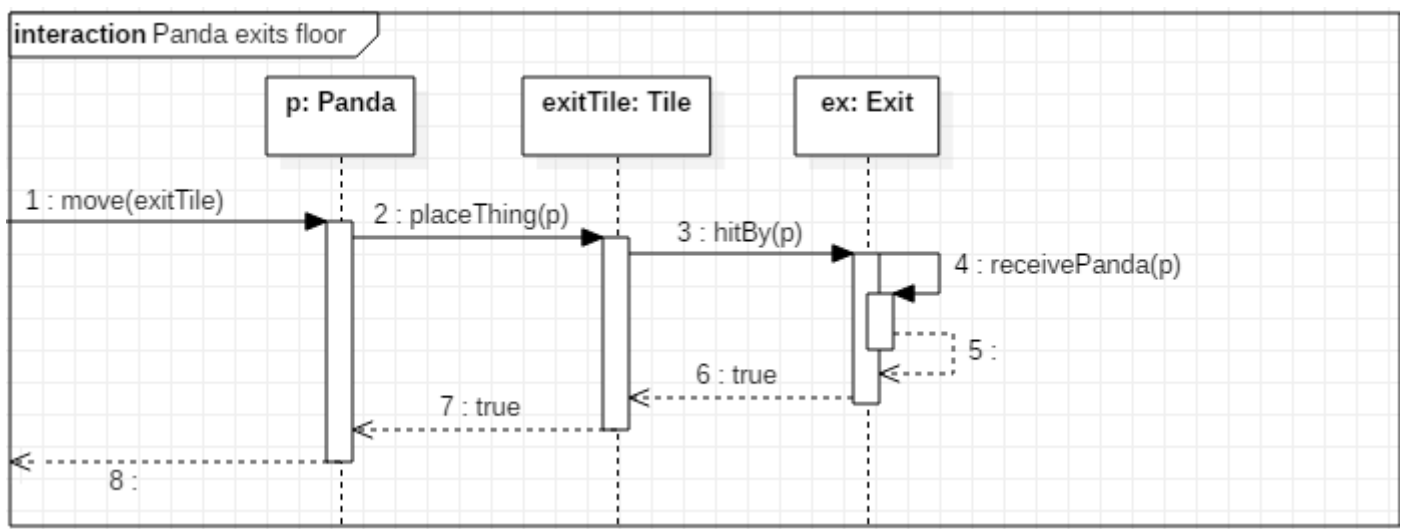 interaction Panda exits floor
p: Panda
exitTile: Tile
ex: Exit
1 : move(exitTile)
2 : placeThing(p)
3 : hitBy(p)
4 : receivePanda(p)
5 :
6 : true
7 : true
8 :